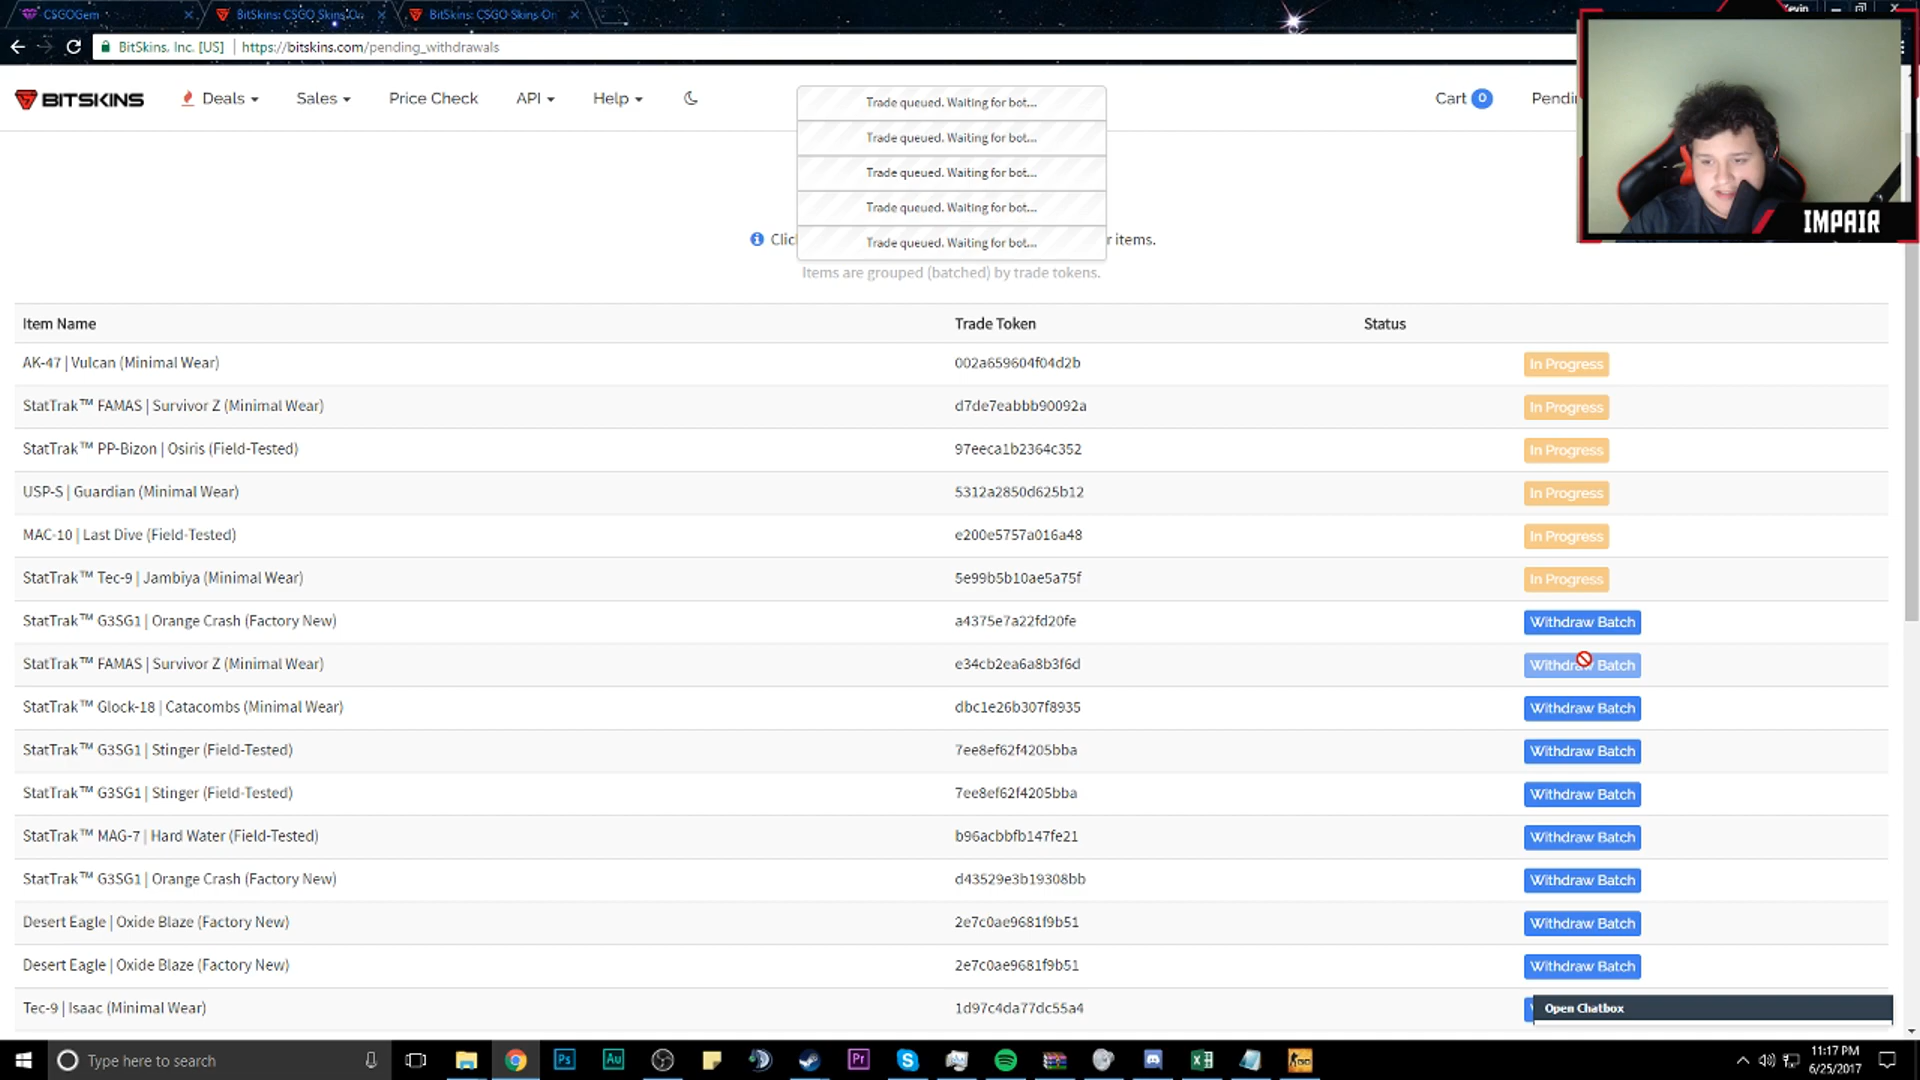 CSGOGem
BitSkins: CSGO Skins On
BitSkins: CSGO Skins On
BitSkins, Inc. [US]
https://bitskins.com/pending_withdrawals
BITSKINS
Deals
Sales
Price Check
API
Help
Cart 0
Pendin
IMPAIR
Trade queued. Waiting for bot...
Trade queued. Waiting for bot...
Trade queued. Waiting for bot...
Trade queued. Waiting for bot...
Trade queued. Waiting for bot...
Clic
r items.
Items are grouped (batched) by trade tokens.
Item Name Trade Token Status
AK-47 | Vulcan (Minimal Wear) 002a659604f04d2b In Progress
StatTrak™ FAMAS | Survivor Z (Minimal Wear) d7de7eabbb90092a In Progress
StatTrak™ PP-Bizon | Osiris (Field-Tested) 97eeca1b2364c352 In Progress
USP-S | Guardian (Minimal Wear) 5312a2850d625b12 In Progress
MAC-10 | Last Dive (Field-Tested) e200e5757a016a48 In Progress
StatTrak™ Tec-9 | Jambiya (Minimal Wear) 5e99b5b10ae5a75f In Progress
StatTrak™ G3SG1 | Orange Crash (Factory New) a4375e7a22fd20fe Withdraw Batch
StatTrak™ FAMAS | Survivor Z (Minimal Wear) e34cb2ea6a8b3f6d Withdraw Batch
StatTrak™ Glock-18 | Catacombs (Minimal Wear) dbc1e26b307f8935 Withdraw Batch
StatTrak™ G3SG1 | Stinger (Field-Tested) 7ee8ef62f4205bba Withdraw Batch
StatTrak™ G3SG1 | Stinger (Field-Tested) 7ee8ef62f4205bba Withdraw Batch
StatTrak™ MAG-7 | Hard Water (Field-Tested) b96acbbfb147fe21 Withdraw Batch
StatTrak™ G3SG1 | Orange Crash (Factory New) d43529e3b19308bb Withdraw Batch
Desert Eagle | Oxide Blaze (Factory New) 2e7c0ae9681f9b51 Withdraw Batch
Desert Eagle | Oxide Blaze (Factory New) 2e7c0ae9681f9b51 Withdraw Batch
Tec-9 | Isaac (Minimal Wear) 1d97c4da77dc55a4
Open Chatbox
Type here to search
Ps
Au
Pr
11:17 PM
6/25/2017